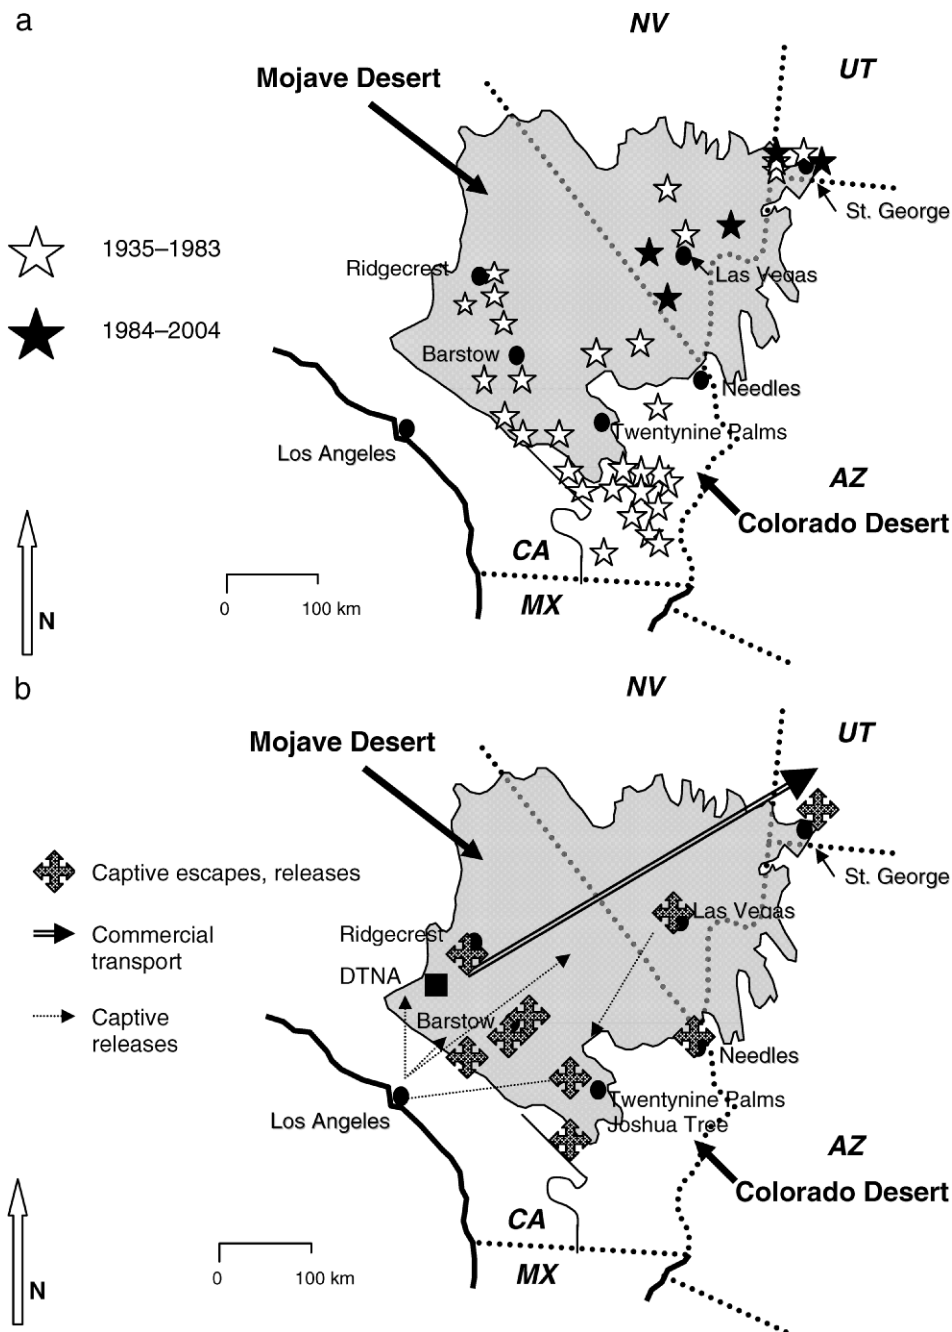 a
NV
UT
Mojave Desert
St. George
1935–1983
Ridgecrest
Las Vegas
1984–2004
Barstow
Needles
Twentynine Palms
Los Angeles
AZ
Colorado Desert
CA
MX
0 100 km
N
b
NV
UT
Mojave Desert
Captive escapes, releases
St. George
Las Vegas
Commercial
transport
Ridgecrest
DTNA
Captive
releases
Barstow
Needles
Twentynine Palms
Joshua Tree
Los Angeles
AZ
Colorado Desert
CA
MX
0 100 km
N